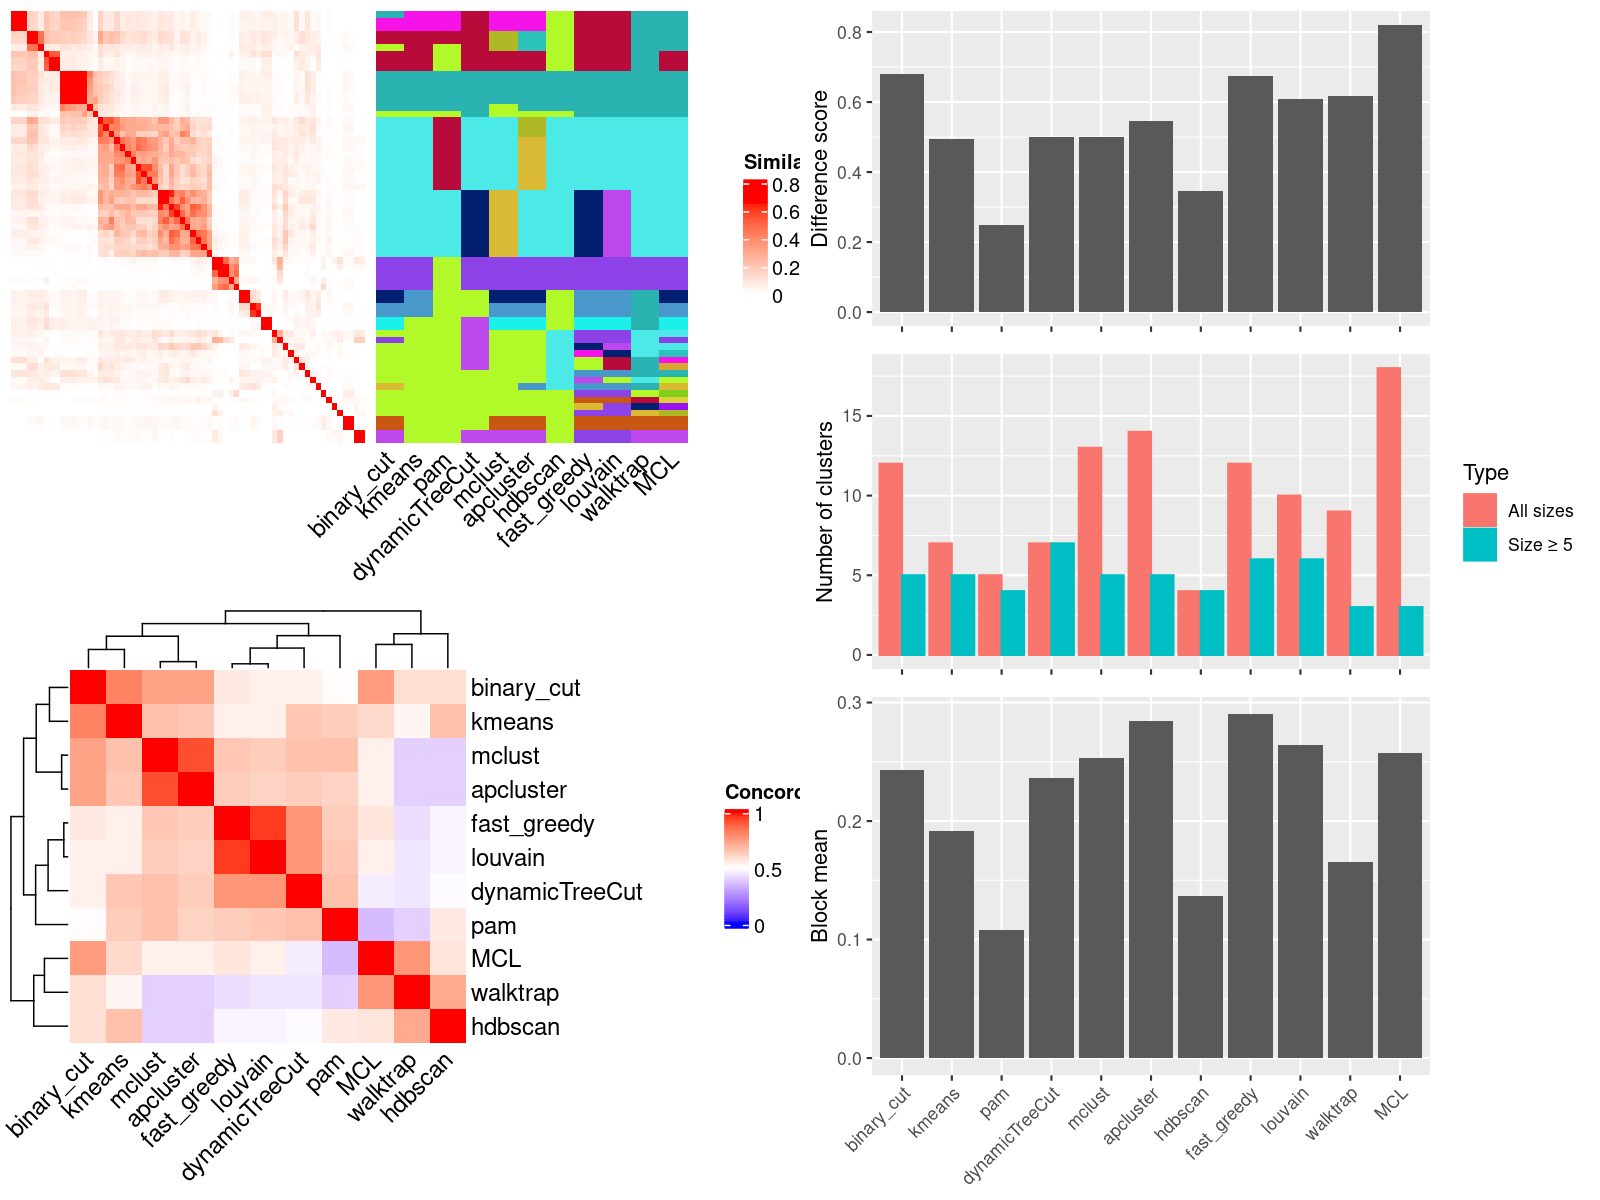 Simila
0.8
0.6
0.4
0.2
0
binary_cut
kmeans
pam
dynamicTreeCut
mclust
apcluster
hdbscan
fast_greedy
louvain
walktrap
MCL
binary_cut
kmeans
mclust
apcluster
fast_greedy
louvain
dynamicTreeCut
pam
MCL
walktrap
hdbscan
binary_cut
kmeans
mclust
apcluster
fast_greedy
louvain
dynamicTreeCut
pam
MCL
walktrap
hdbscan
Concord
1
0.5
0
Difference score
0.8
0.6
0.4
0.2
0.0
Number of clusters
15
10
5
0
Type
All sizes
Size ≥ 5
Block mean
0.3
0.2
0.1
0.0
binary_cut
kmeans
pam
dynamicTreeCut
mclust
apcluster
hdbscan
fast_greedy
louvain
walktrap
MCL